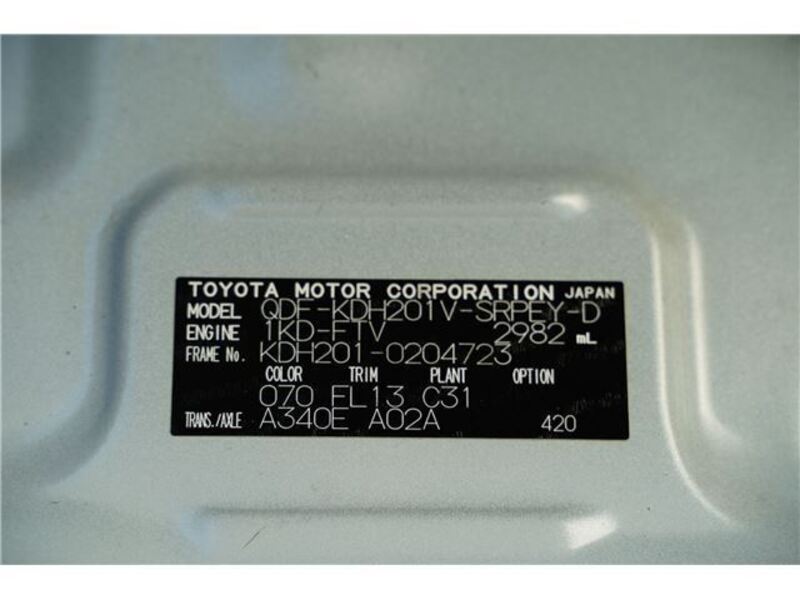 TOYOTA MOTOR CORPORATION JAPAN
MODEL QDF-KDH201V-SRPEY-D
ENGINE 1KD-FTV 2982 mL
FRAME No. KDH201-0204723
COLOR TRIM PLANT OPTION
070 FL13 C31
TRANS./AXLE A340E A02A 420